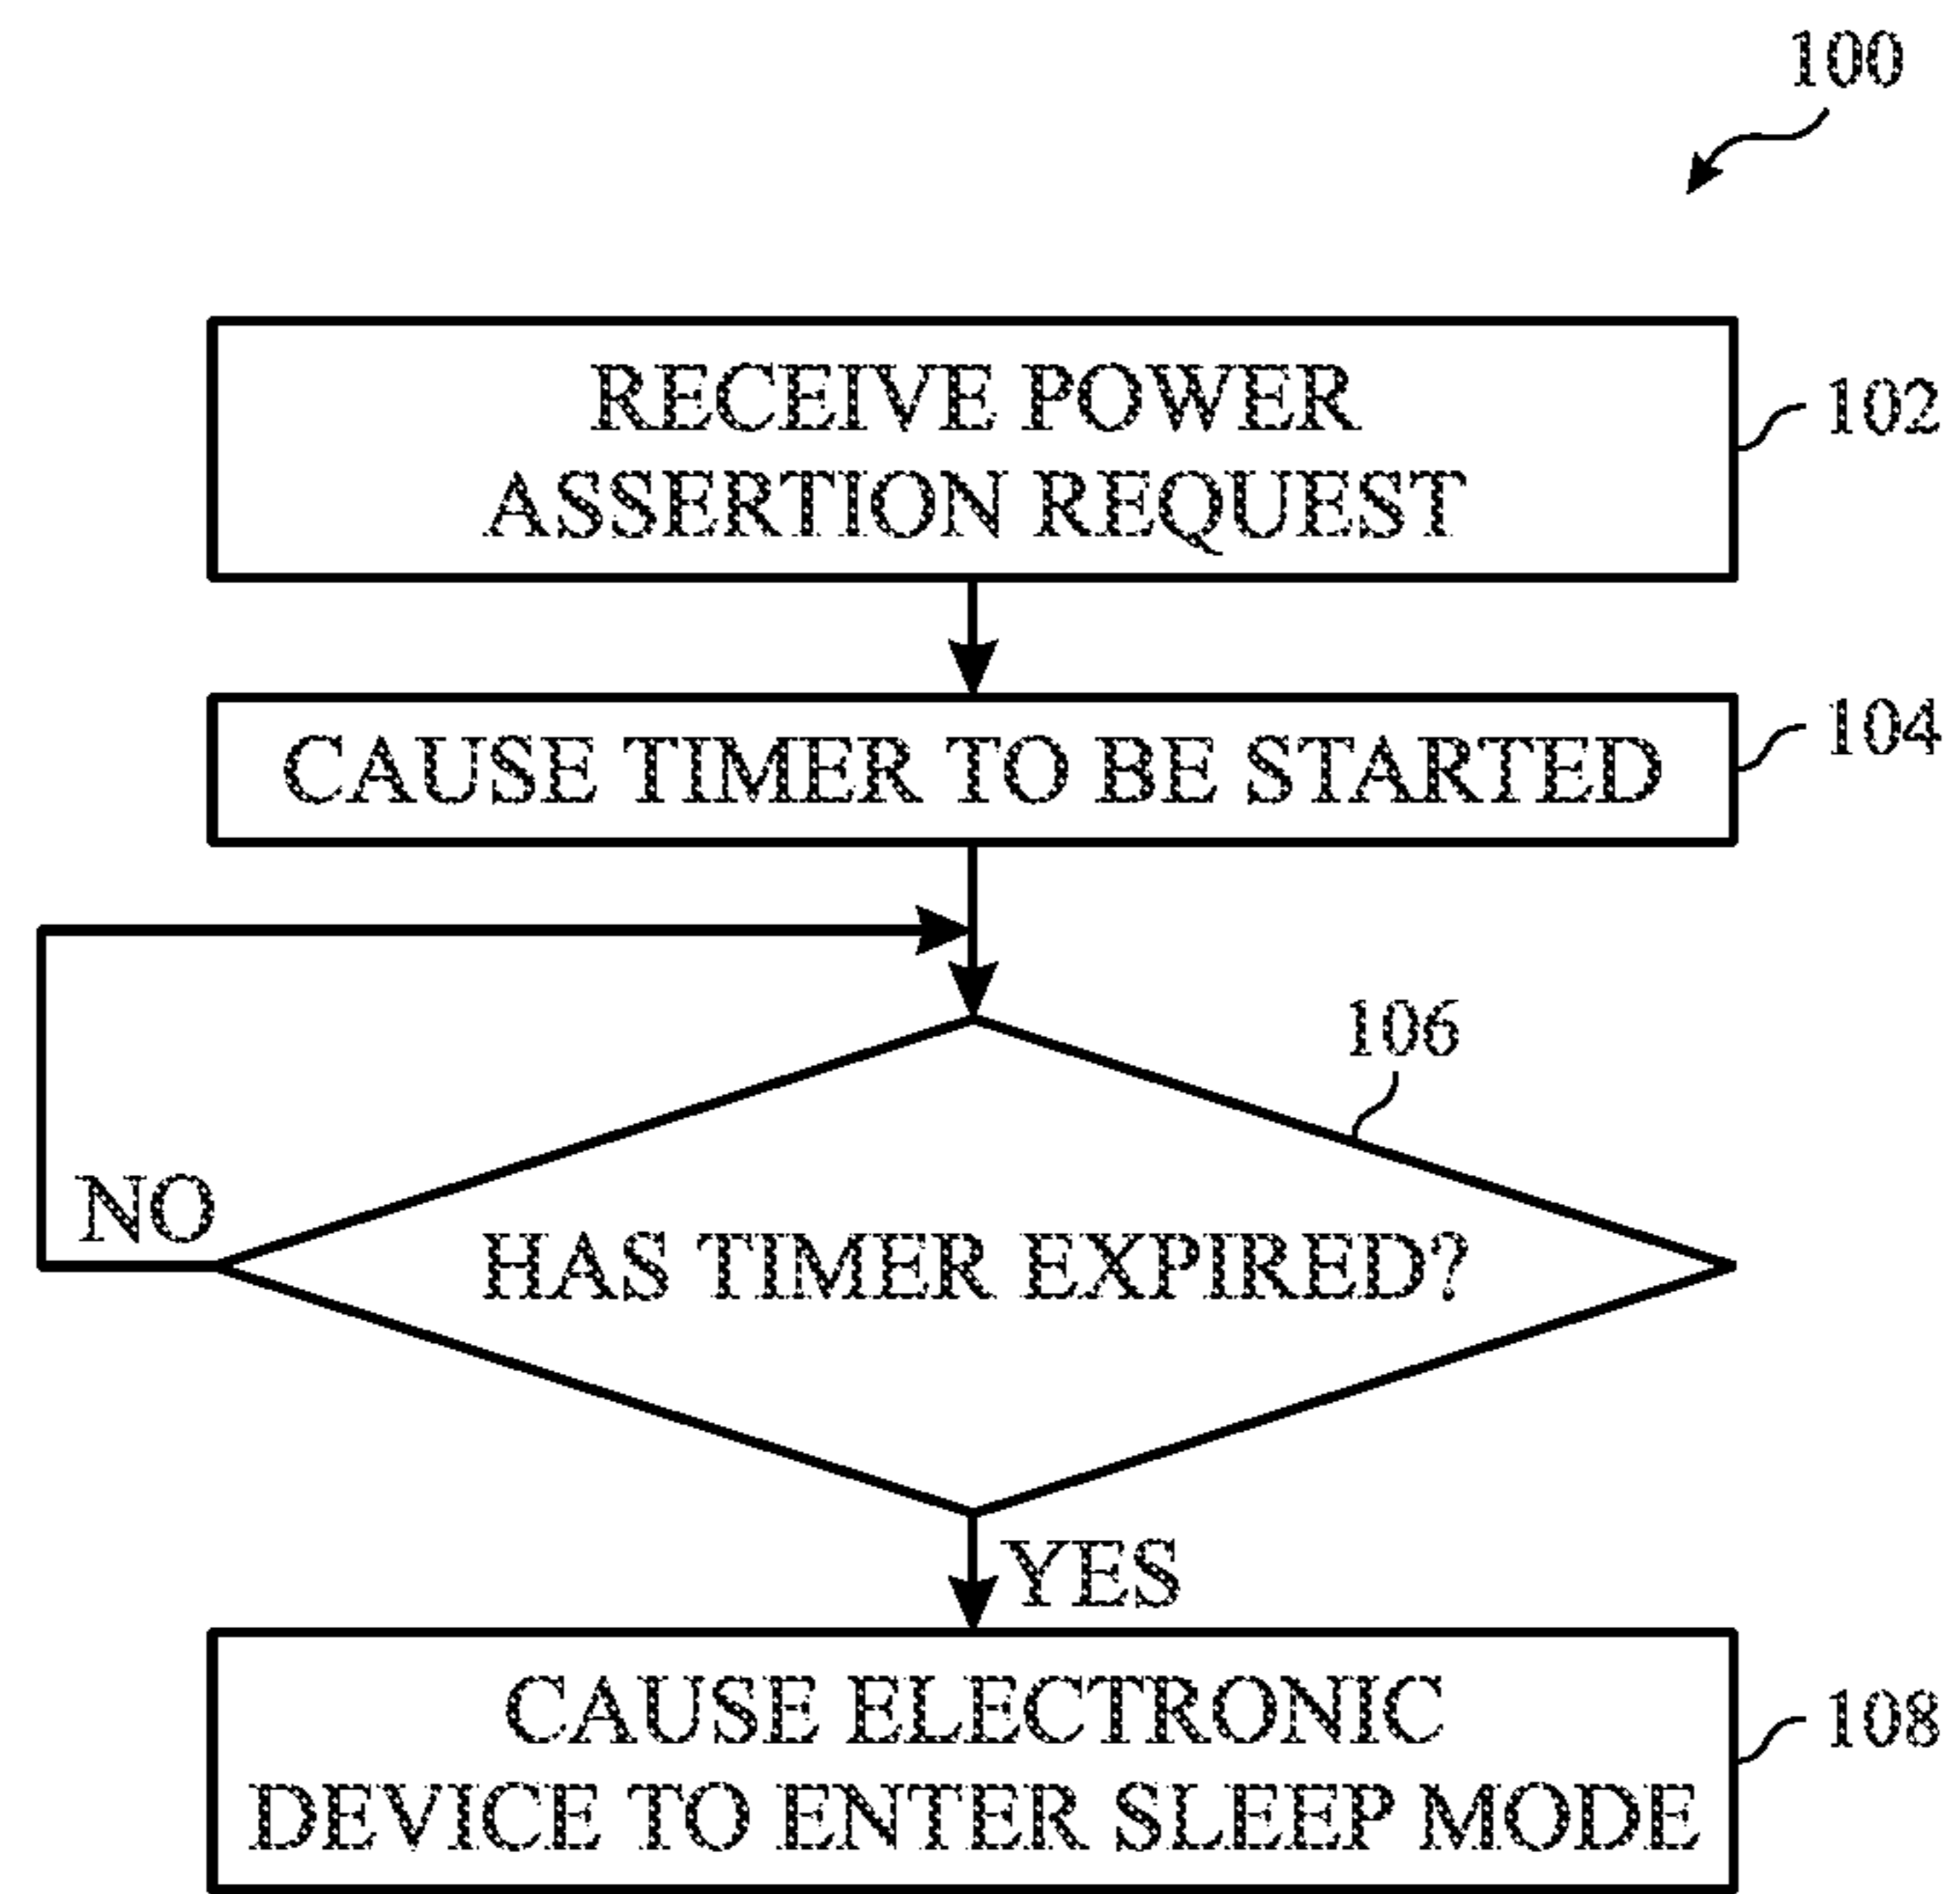 100
RECEIVE POWER
ASSERTION REQUEST
102
CAUSE TIMER TO BE STARTED
104
106
NO
HAS TIMER EXPIRED?
YES
CAUSE ELECTRONIC
DEVICE TO ENTER SLEEP MODE
108